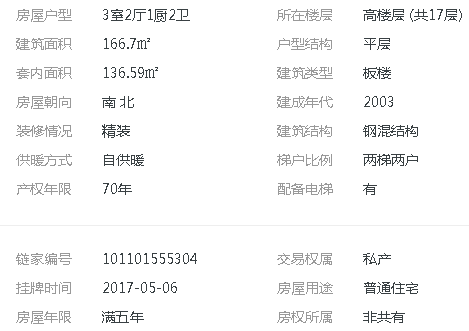 房屋户型 3室2厅1厨2卫 所在楼层 高楼层 (共17层)
建筑面积 166.7㎡ 户型结构 平层
套内面积 136.59㎡ 建筑类型 板楼
房屋朝向 南 北 建成年代 2003
装修情况 精装 建筑结构 钢混结构
供暖方式 自供暖 梯户比例 两梯两户
产权年限 70年 配备电梯 有
链家编号 101101555304 交易权属 私产
挂牌时间 2017-05-06 房屋用途 普通住宅
房屋年限 满五年 房权所属 非共有